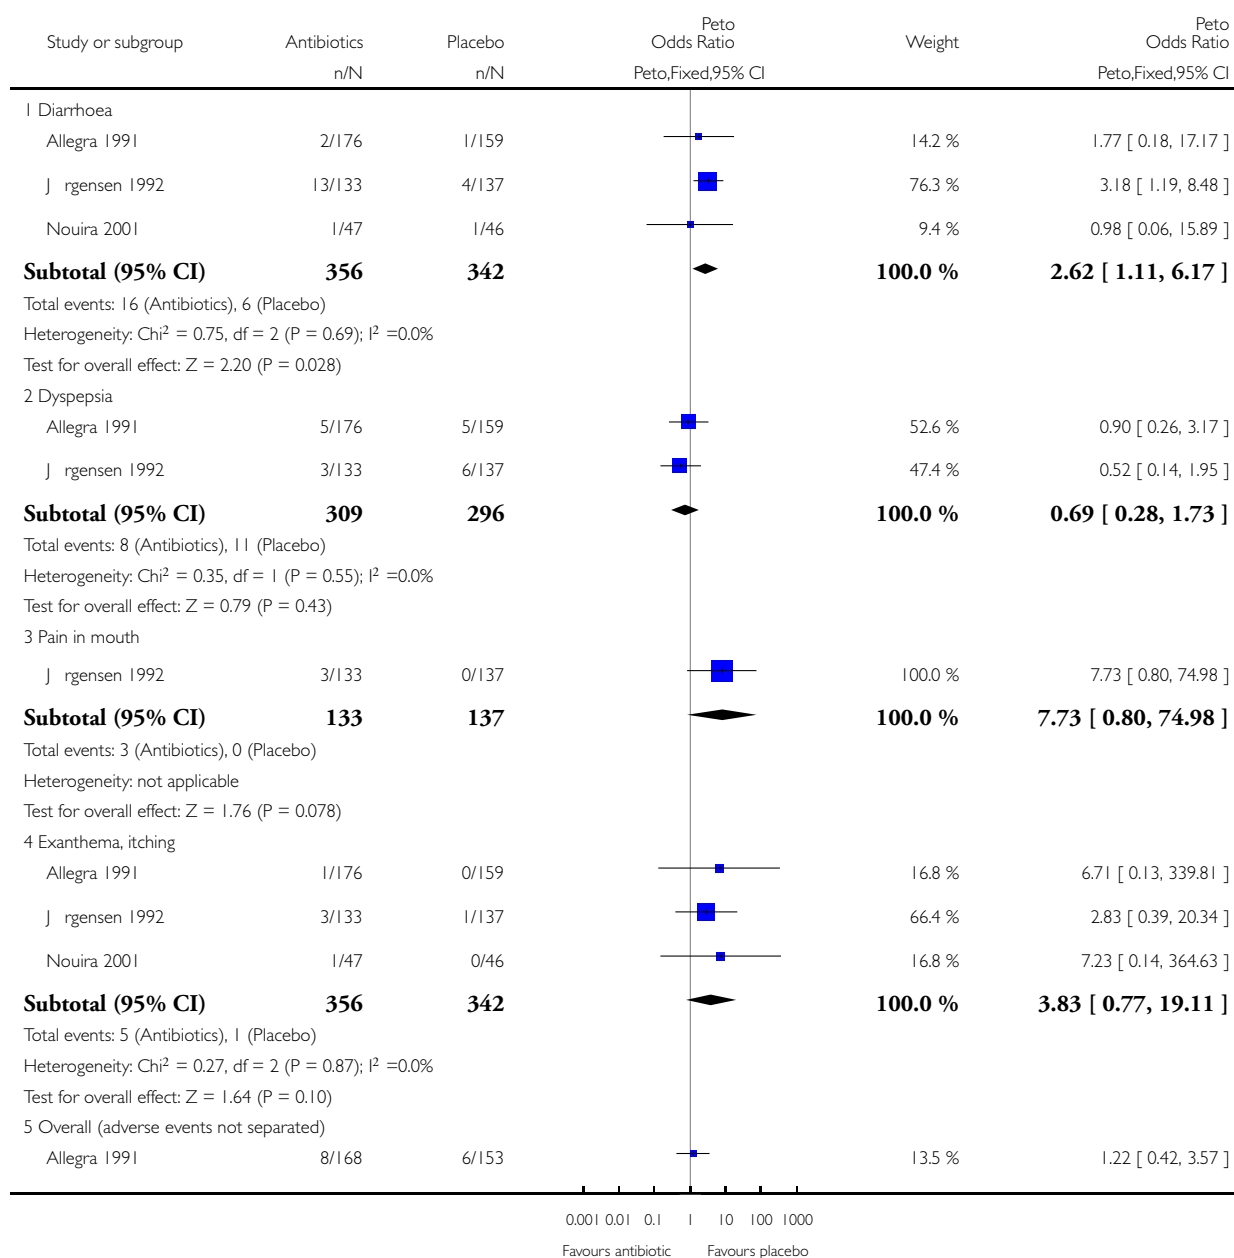 Study or subgroup Antibiotics Placebo Peto Odds Ratio Weight Peto Odds Ratio
n/N n/N Peto,Fixed,95% CI Peto,Fixed,95% CI
1 Diarrhoea
Allegra 1991 2/176 1/159 14.2 % 1.77 [ 0.18, 17.17 ]
J rgensen 1992 13/133 4/137 76.3 % 3.18 [ 1.19, 8.48 ]
Nouira 2001 1/47 1/46 9.4 % 0.98 [ 0.06, 15.89 ]
Subtotal (95% CI) 356 342 100.0 % 2.62 [ 1.11, 6.17 ]
Total events: 16 (Antibiotics), 6 (Placebo)
Heterogeneity: Chi² = 0.75, df = 2 (P = 0.69); I² =0.0%
Test for overall effect: Z = 2.20 (P = 0.028)
2 Dyspepsia
Allegra 1991 5/176 5/159 52.6 % 0.90 [ 0.26, 3.17 ]
J rgensen 1992 3/133 6/137 47.4 % 0.52 [ 0.14, 1.95 ]
Subtotal (95% CI) 309 296 100.0 % 0.69 [ 0.28, 1.73 ]
Total events: 8 (Antibiotics), 11 (Placebo)
Heterogeneity: Chi² = 0.35, df = 1 (P = 0.55); I² =0.0%
Test for overall effect: Z = 0.79 (P = 0.43)
3 Pain in mouth
J rgensen 1992 3/133 0/137 100.0 % 7.73 [ 0.80, 74.98 ]
Subtotal (95% CI) 133 137 100.0 % 7.73 [ 0.80, 74.98 ]
Total events: 3 (Antibiotics), 0 (Placebo)
Heterogeneity: not applicable
Test for overall effect: Z = 1.76 (P = 0.078)
4 Exanthema, itching
Allegra 1991 1/176 0/159 16.8 % 6.71 [ 0.13, 339.81 ]
J rgensen 1992 3/133 1/137 66.4 % 2.83 [ 0.39, 20.34 ]
Nouira 2001 1/47 0/46 16.8 % 7.23 [ 0.14, 364.63 ]
Subtotal (95% CI) 356 342 100.0 % 3.83 [ 0.77, 19.11 ]
Total events: 5 (Antibiotics), 1 (Placebo)
Heterogeneity: Chi² = 0.27, df = 2 (P = 0.87); I² =0.0%
Test for overall effect: Z = 1.64 (P = 0.10)
5 Overall (adverse events not separated)
Allegra 1991 8/168 6/153 13.5 % 1.22 [ 0.42, 3.57 ]
0.001 0.01 0.1 1 10 100 1000
Favours antibiotic Favours placebo